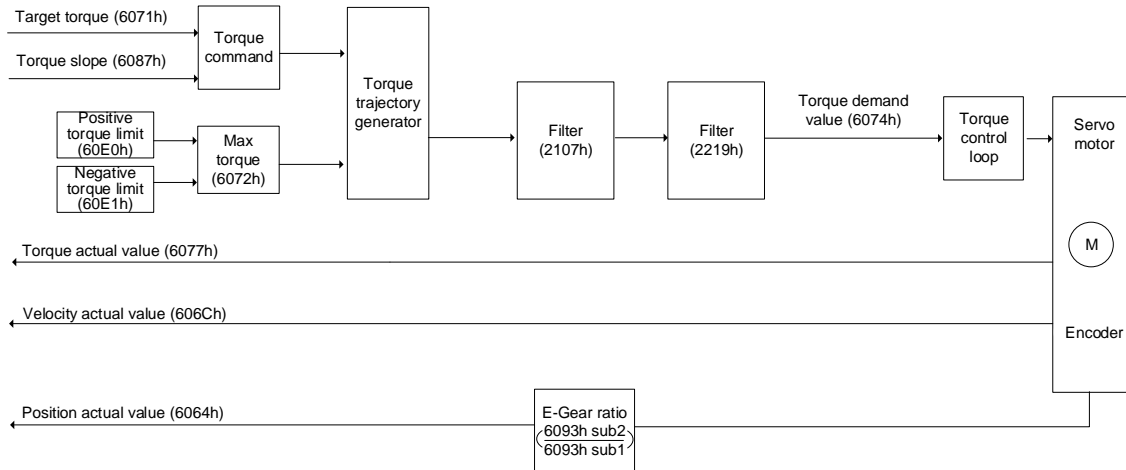 Target torque (6071h)
Torque slope (6087h)
Torque
command
Positive
torque limit
(60E0h)
Negative
torque limit
(60E1h)
Max
torque
(6072h)
Torque
trajectory
generator
Filter
(2107h)
Filter
(2219h)
Torque demand
value (6074h)
Torque
control
loop
Servo
motor
M
Encoder
Torque actual value (6077h)
Velocity actual value (606Ch)
Position actual value (6064h)
E-Gear ratio
6093h sub2
6093h sub1